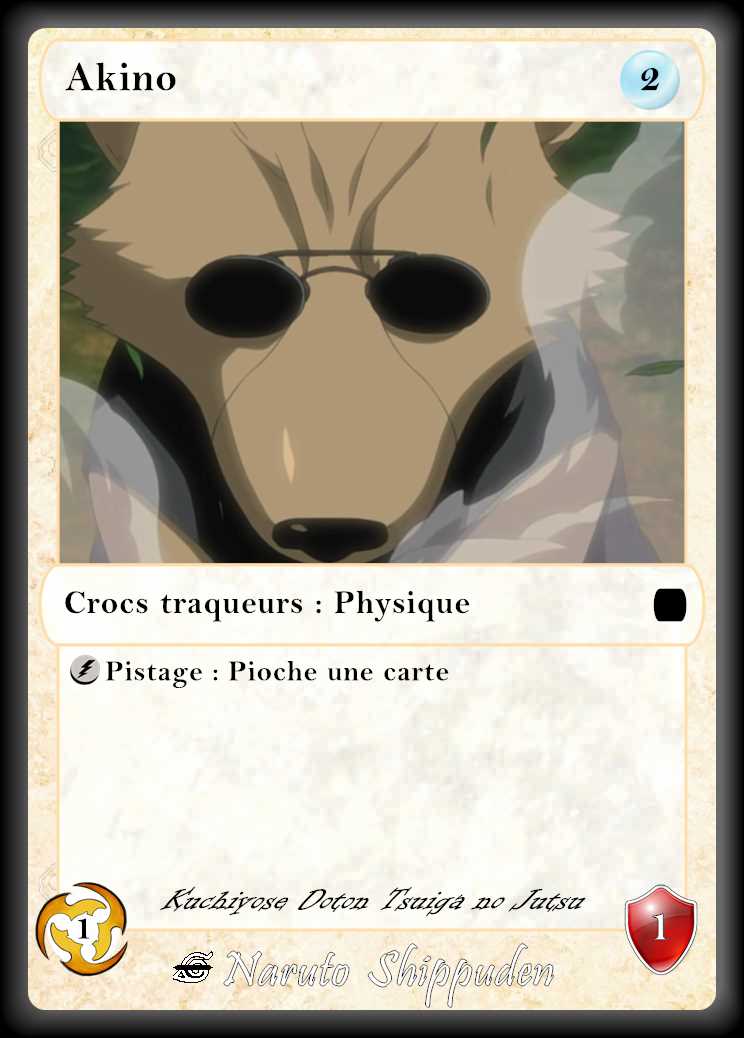 Akino
2
Crocs traqueurs : Physique
Pistage : Pioche une carte
Kuchiyose Doton Tsuiga no Jutsu
1
1
Naruto Shippuden